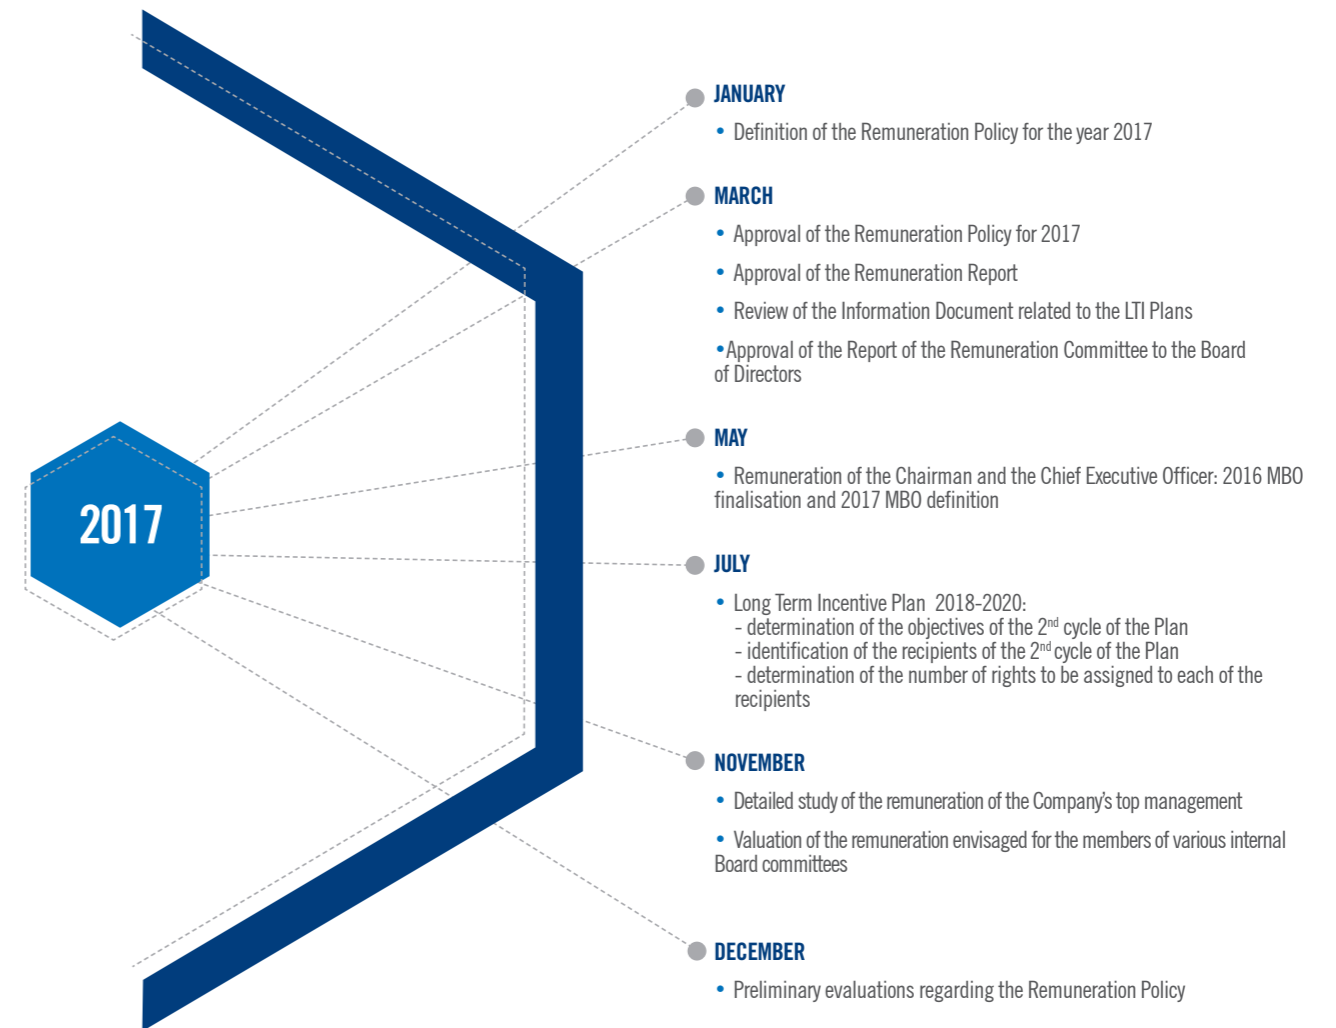 2017
JANUARY
• Definition of the Remuneration Policy for the year 2017
MARCH
• Approval of the Remuneration Policy for 2017
• Approval of the Remuneration Report
• Review of the Information Document related to the LTI Plans
•Approval of the Report of the Remuneration Committee to the Board
of Directors
MAY
• Remuneration of the Chairman and the Chief Executive Officer: 2016 MBO
finalisation and 2017 MBO definition
JULY
• Long Term Incentive Plan 2018-2020:
- determination of the objectives of the 2nd cycle of the Plan
- identification of the recipients of the 2nd cycle of the Plan
- determination of the number of rights to be assigned to each of the
recipients
NOVEMBER
• Detailed study of the remuneration of the Company's top management
• Valuation of the remuneration envisaged for the members of various internal
Board committees
DECEMBER
• Preliminary evaluations regarding the Remuneration Policy